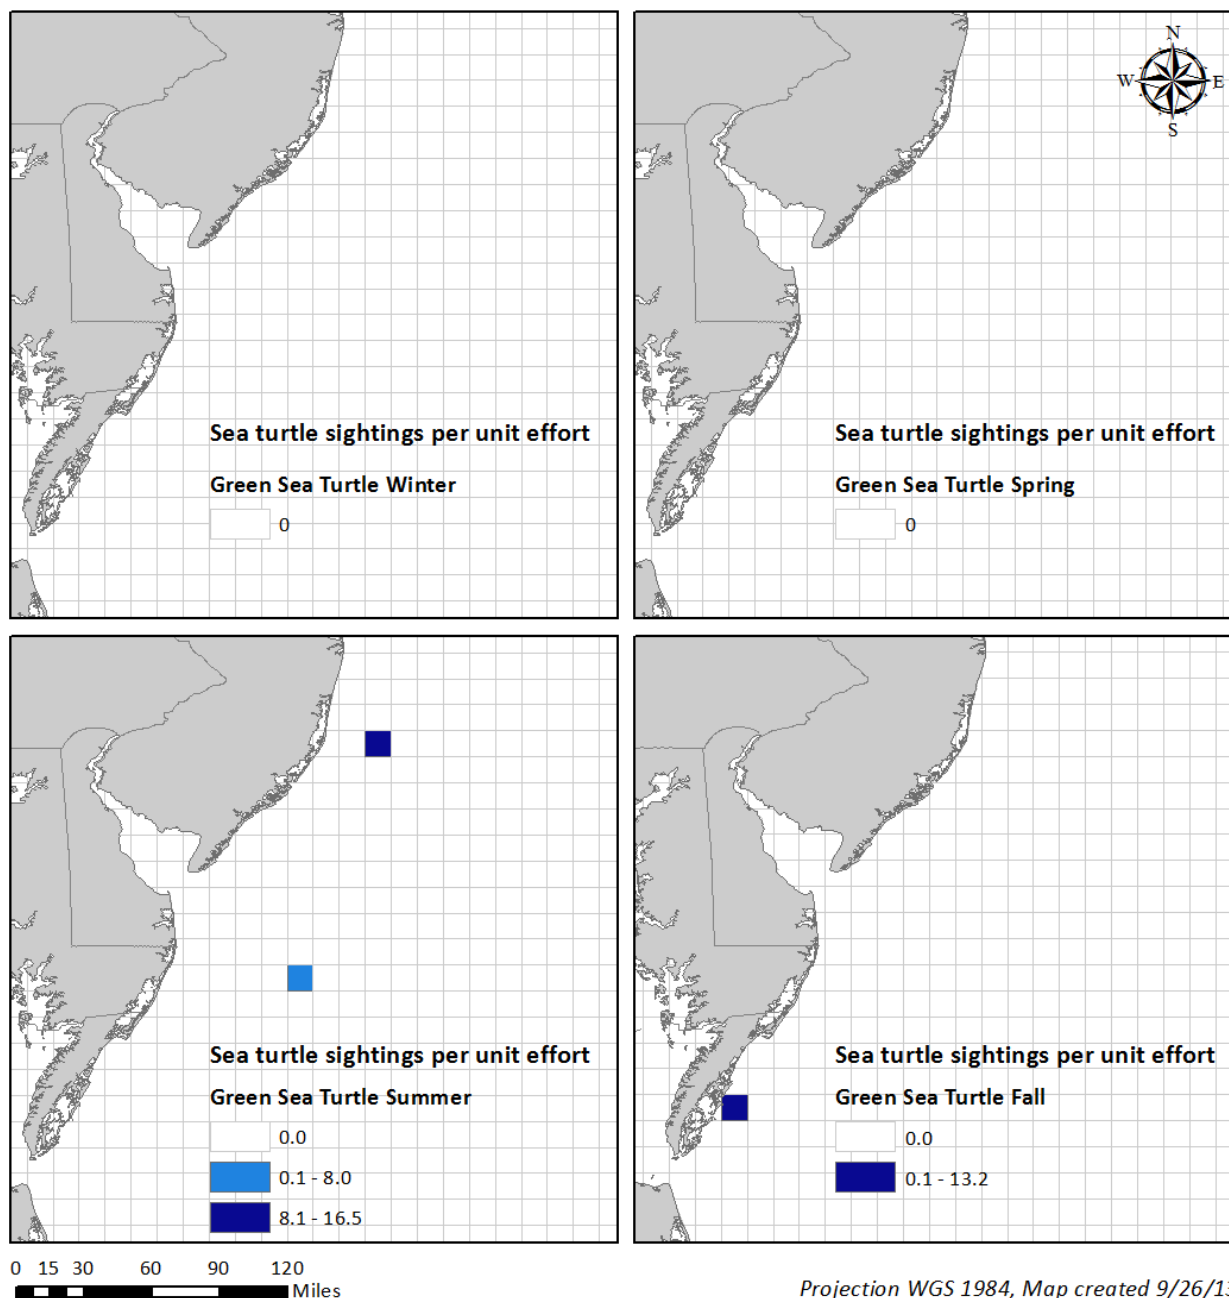 N
W E
S
Sea turtle sightings per unit effort
Green Sea Turtle Winter
0
Sea turtle sightings per unit effort
Green Sea Turtle Spring
0
Sea turtle sightings per unit effort
Green Sea Turtle Summer
0.0
0.1 - 8.0
8.1 - 16.5
Sea turtle sightings per unit effort
Green Sea Turtle Fall
0.0
0.1 - 13.2
0 15 30 60 90 120
Miles
Projection WGS 1984, Map created 9/26/1